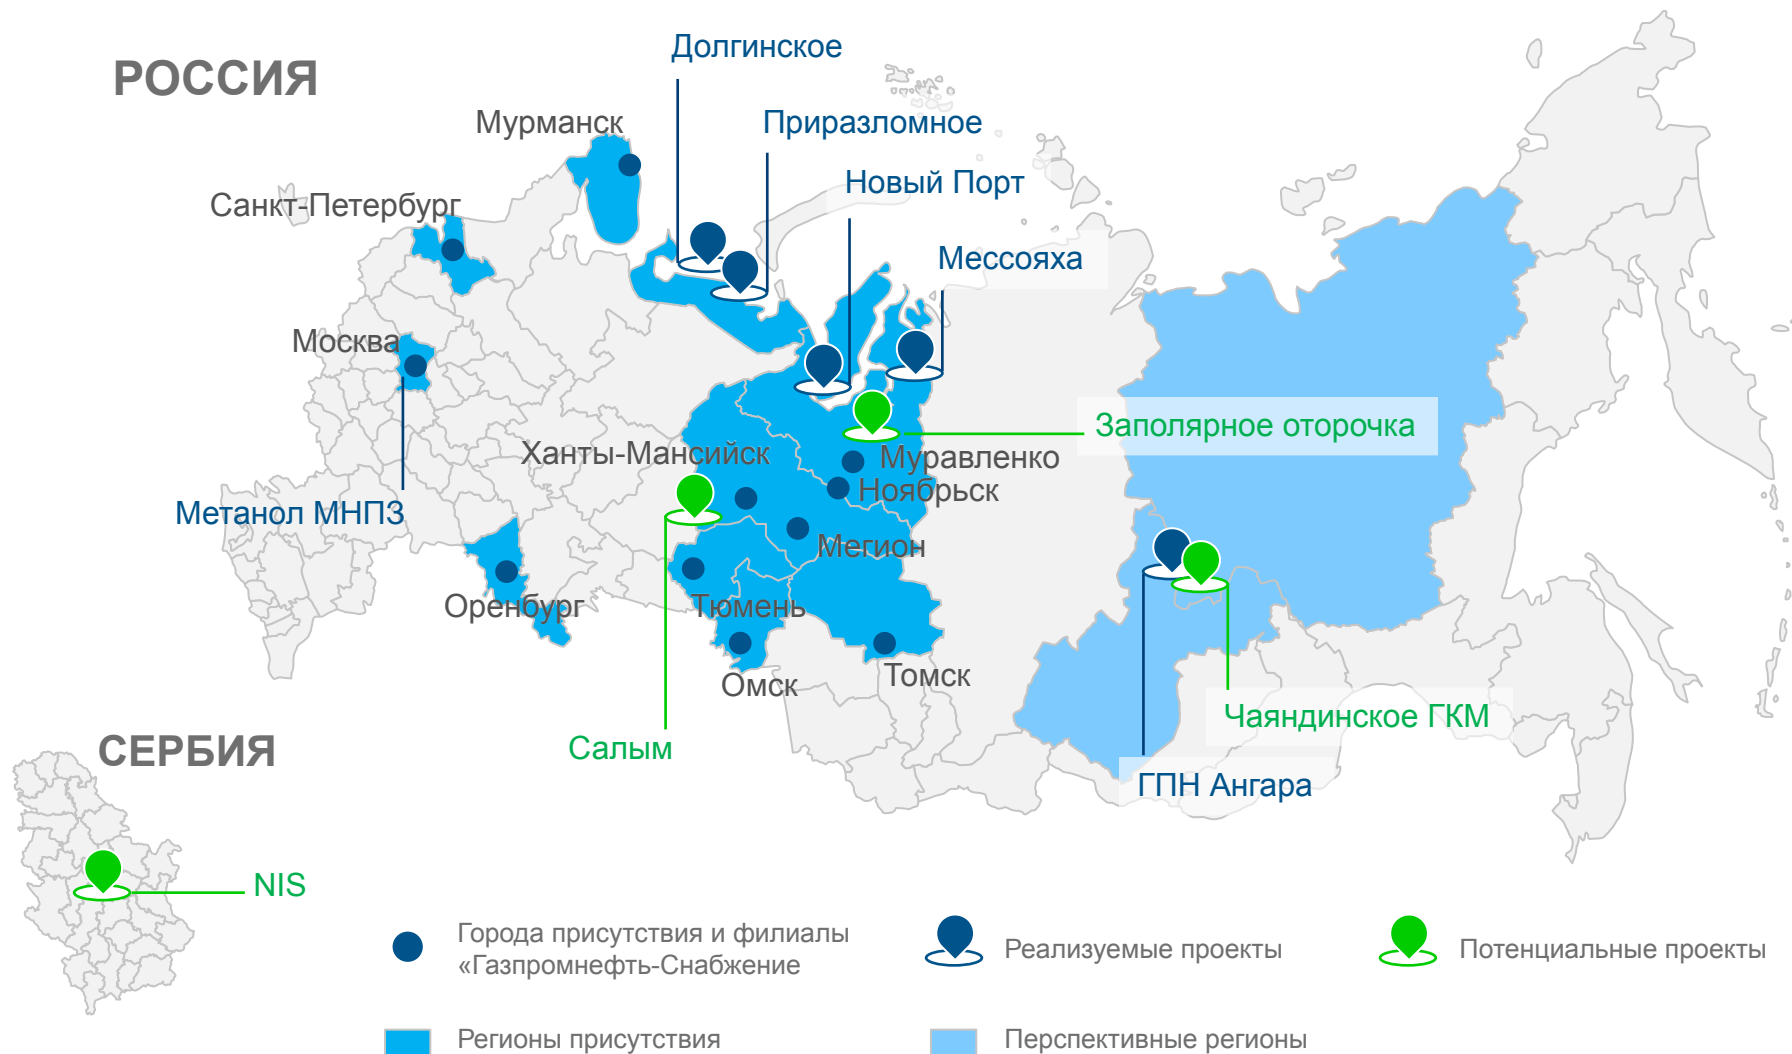 РОССИЯ
Долгинское
Приразломное
Мурманск
Новый Порт
Санкт-Петербург
Мессояха
Москва
Заполярное оторочка
Ханты-Мансийск
Муравленко
Ноябрьск
Метанол МНПЗ
Мегион
Оренбург
Тюмень
Омск
Томск
Чаяндинское ГКМ
Салым
СЕРБИЯ
ГПН Ангара
NIS
Города присутствия и филиалы
«Газпромнефть-Снабжение
Реализуемые проекты
Потенциальные проекты
Регионы присутствия
Перспективные регионы